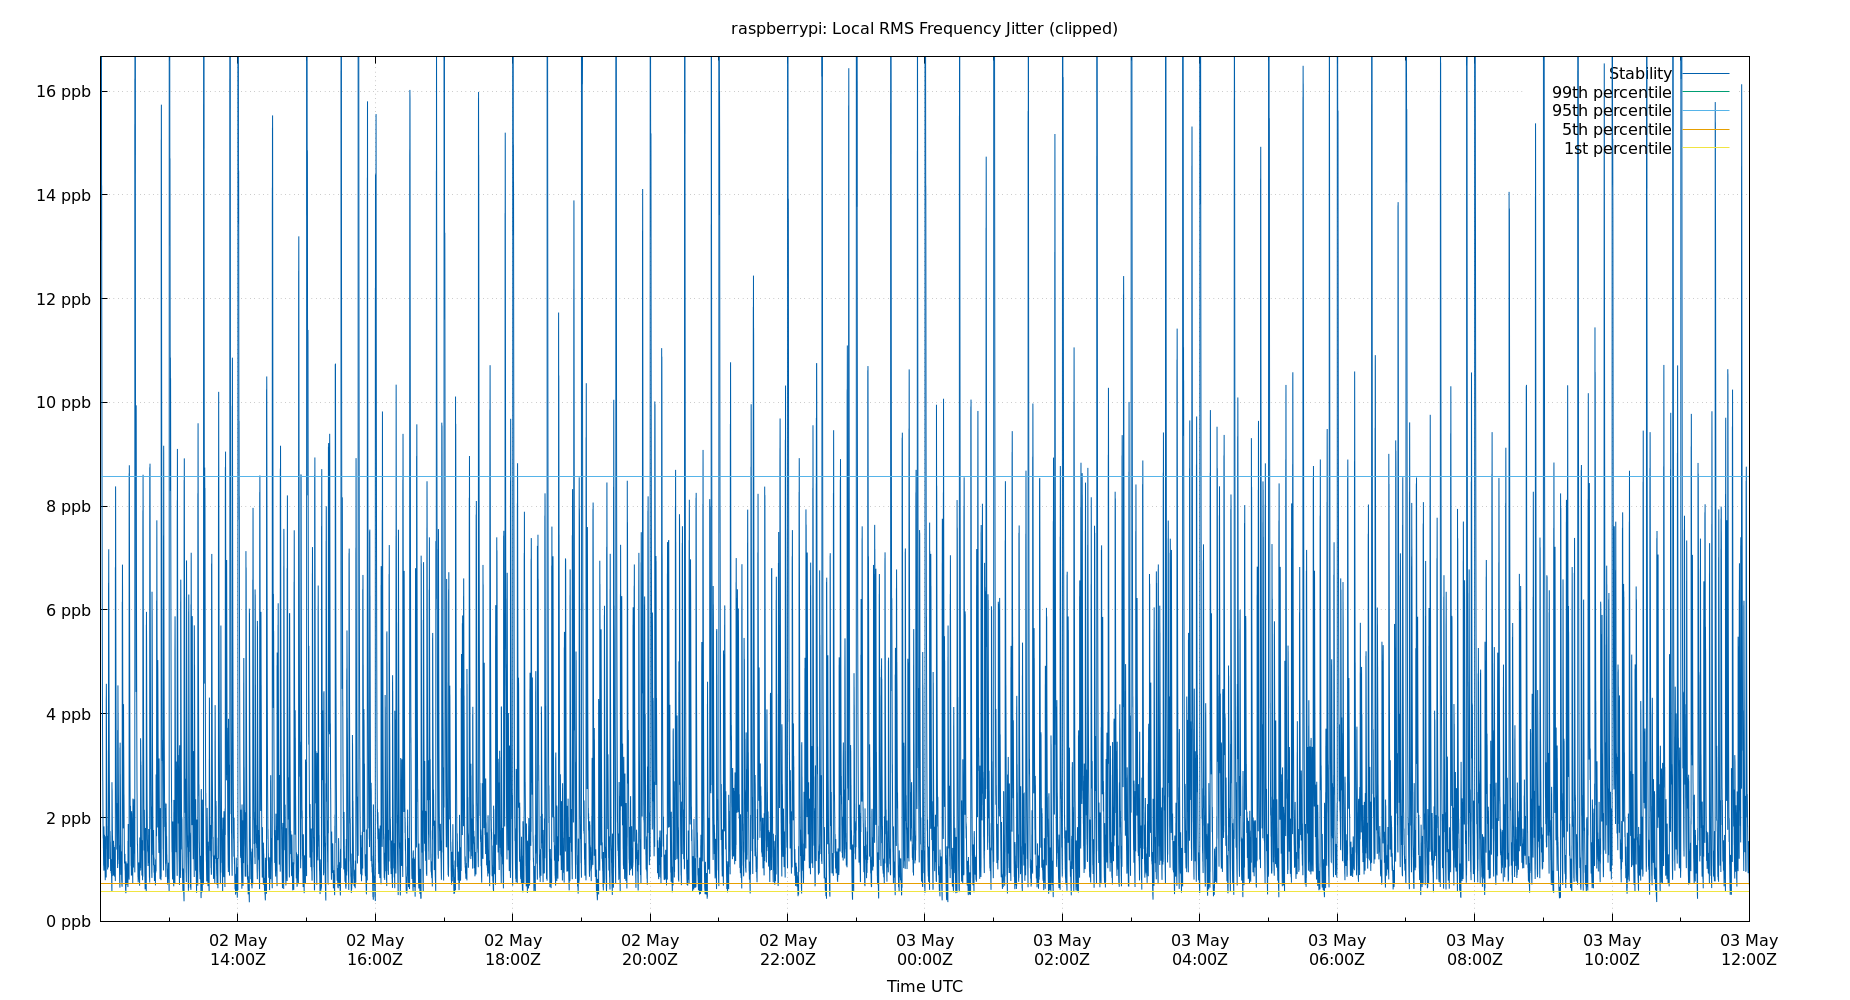 raspberrypi: Local RMS Frequency Jitter (clipped)
16 ppb
14 ppb
12 ppb
10 ppb
8 ppb
6 ppb
4 ppb
2 ppb
0 ppb
Stability
99th percentile
95th percentile
5th percentile
1st percentile
02 May 02 May 02 May 02 May 02 May 03 May 03 May 03 May 03 May 03 May 03 May 03 May
14:00Z 16:00Z 18:00Z 20:00Z 22:00Z 00:00Z 02:00Z 04:00Z 06:00Z 08:00Z 10:00Z 12:00Z
Time UTC